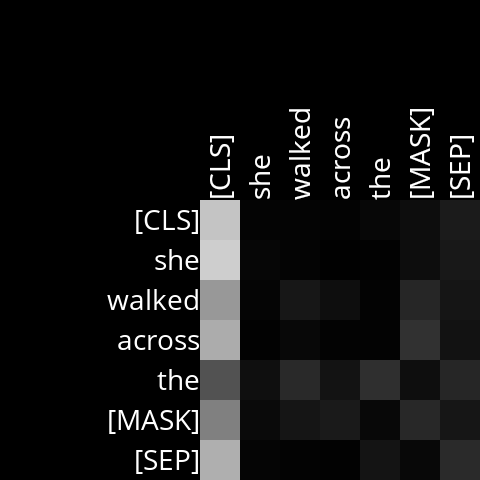 [CLS] she walked across the [MASK] [SEP]
[CLS]
she
walked
across
the
[MASK]
[SEP]